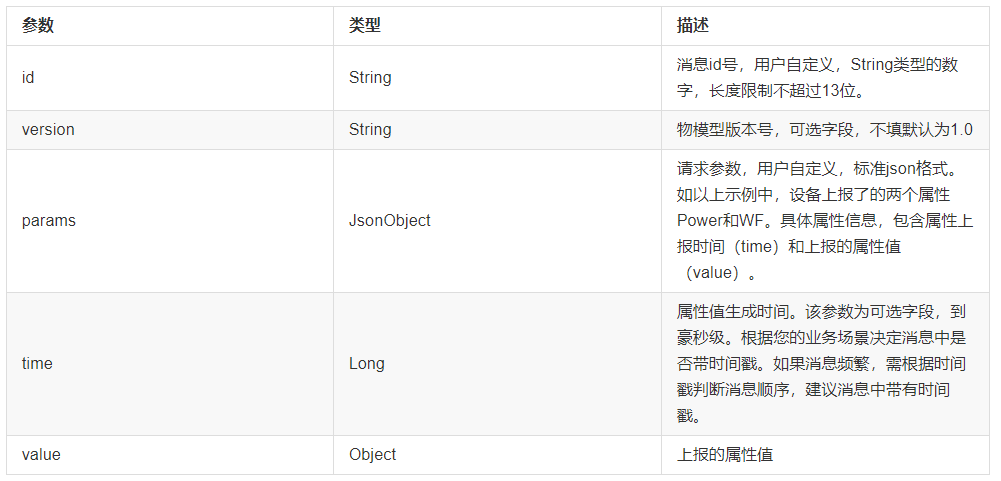 参数 类型 描述
id String 消息id号，用户自定义，String类型的数
字，长度限制不超过13位。
version String 物模型版本号，可选字段，不填默认为1.0
请求参数，用户自定义，标准json格式。
如以上示例中，设备上报了的两个属性
params JsonObject Power和WF。具体属性信息，包含属性上
报时间（time）和上报的属性值
（value）。
属性值生成时间。该参数为可选字段，到
豪秒级。根据您的业务场景决定消息中是
time Long 否带时间戳。如果消息频繁，需根据时间
戳判断消息顺序，建议消息中带有时间
戳。
value Object 上报的属性值